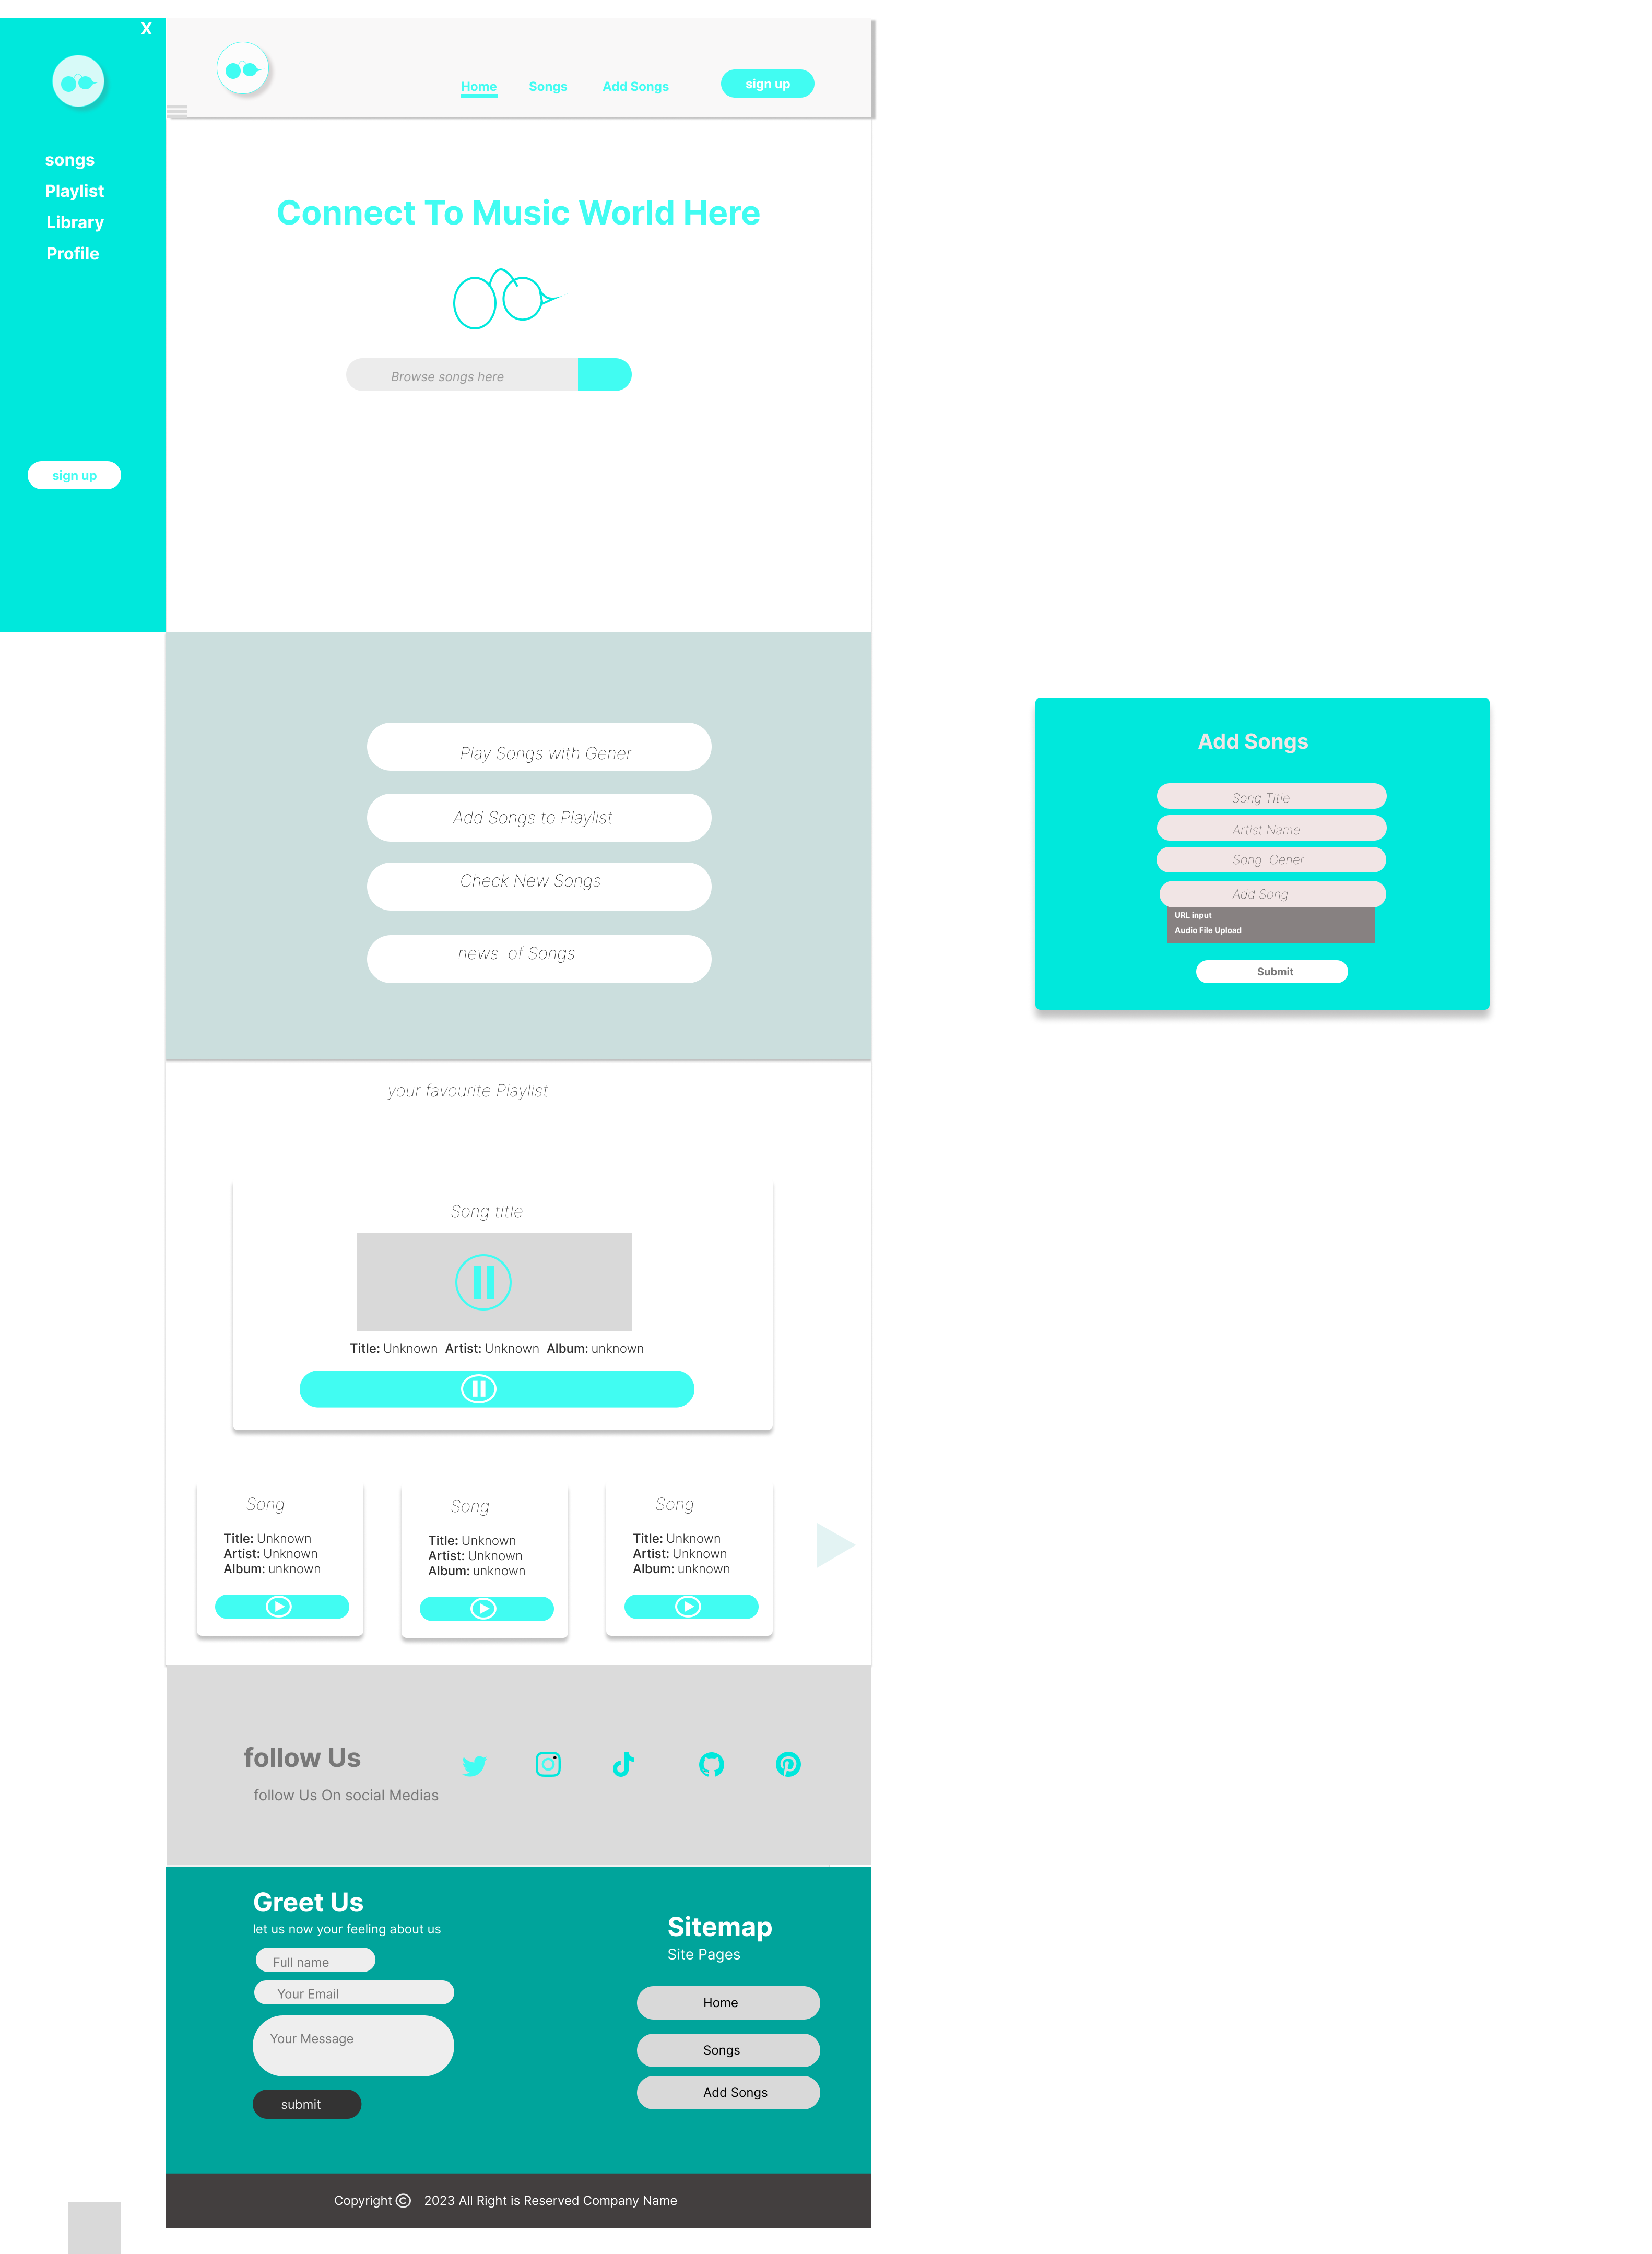 X
songs
Playlist
Library
Profile
sign up
Home
Songs
Add Songs
sign up
Connect To Music World Here
Browse songs here
Play Songs with Gener
Add Songs to Playlist
Check New Songs
news of Songs
Add Songs
Song Title
Artist Name
Song Gener
Add Song
URL input
Audio File Upload
Submit
your favourite Playlist
Song title
Title: Unknown Artist: Unknown Album: unknown
Song
Title: Unknown
Artist: Unknown
Album: unknown
Song
Title: Unknown
Artist: Unknown
Album: unknown
Song
Title: Unknown
Artist: Unknown
Album: unknown
follow Us
follow Us On social Medias
Greet Us
let us now your feeling about us
Full name
Your Email
Your Message
submit
Sitemap
Site Pages
Home
Songs
Add Songs
Copyright © 2023 All Right is Reserved Company Name